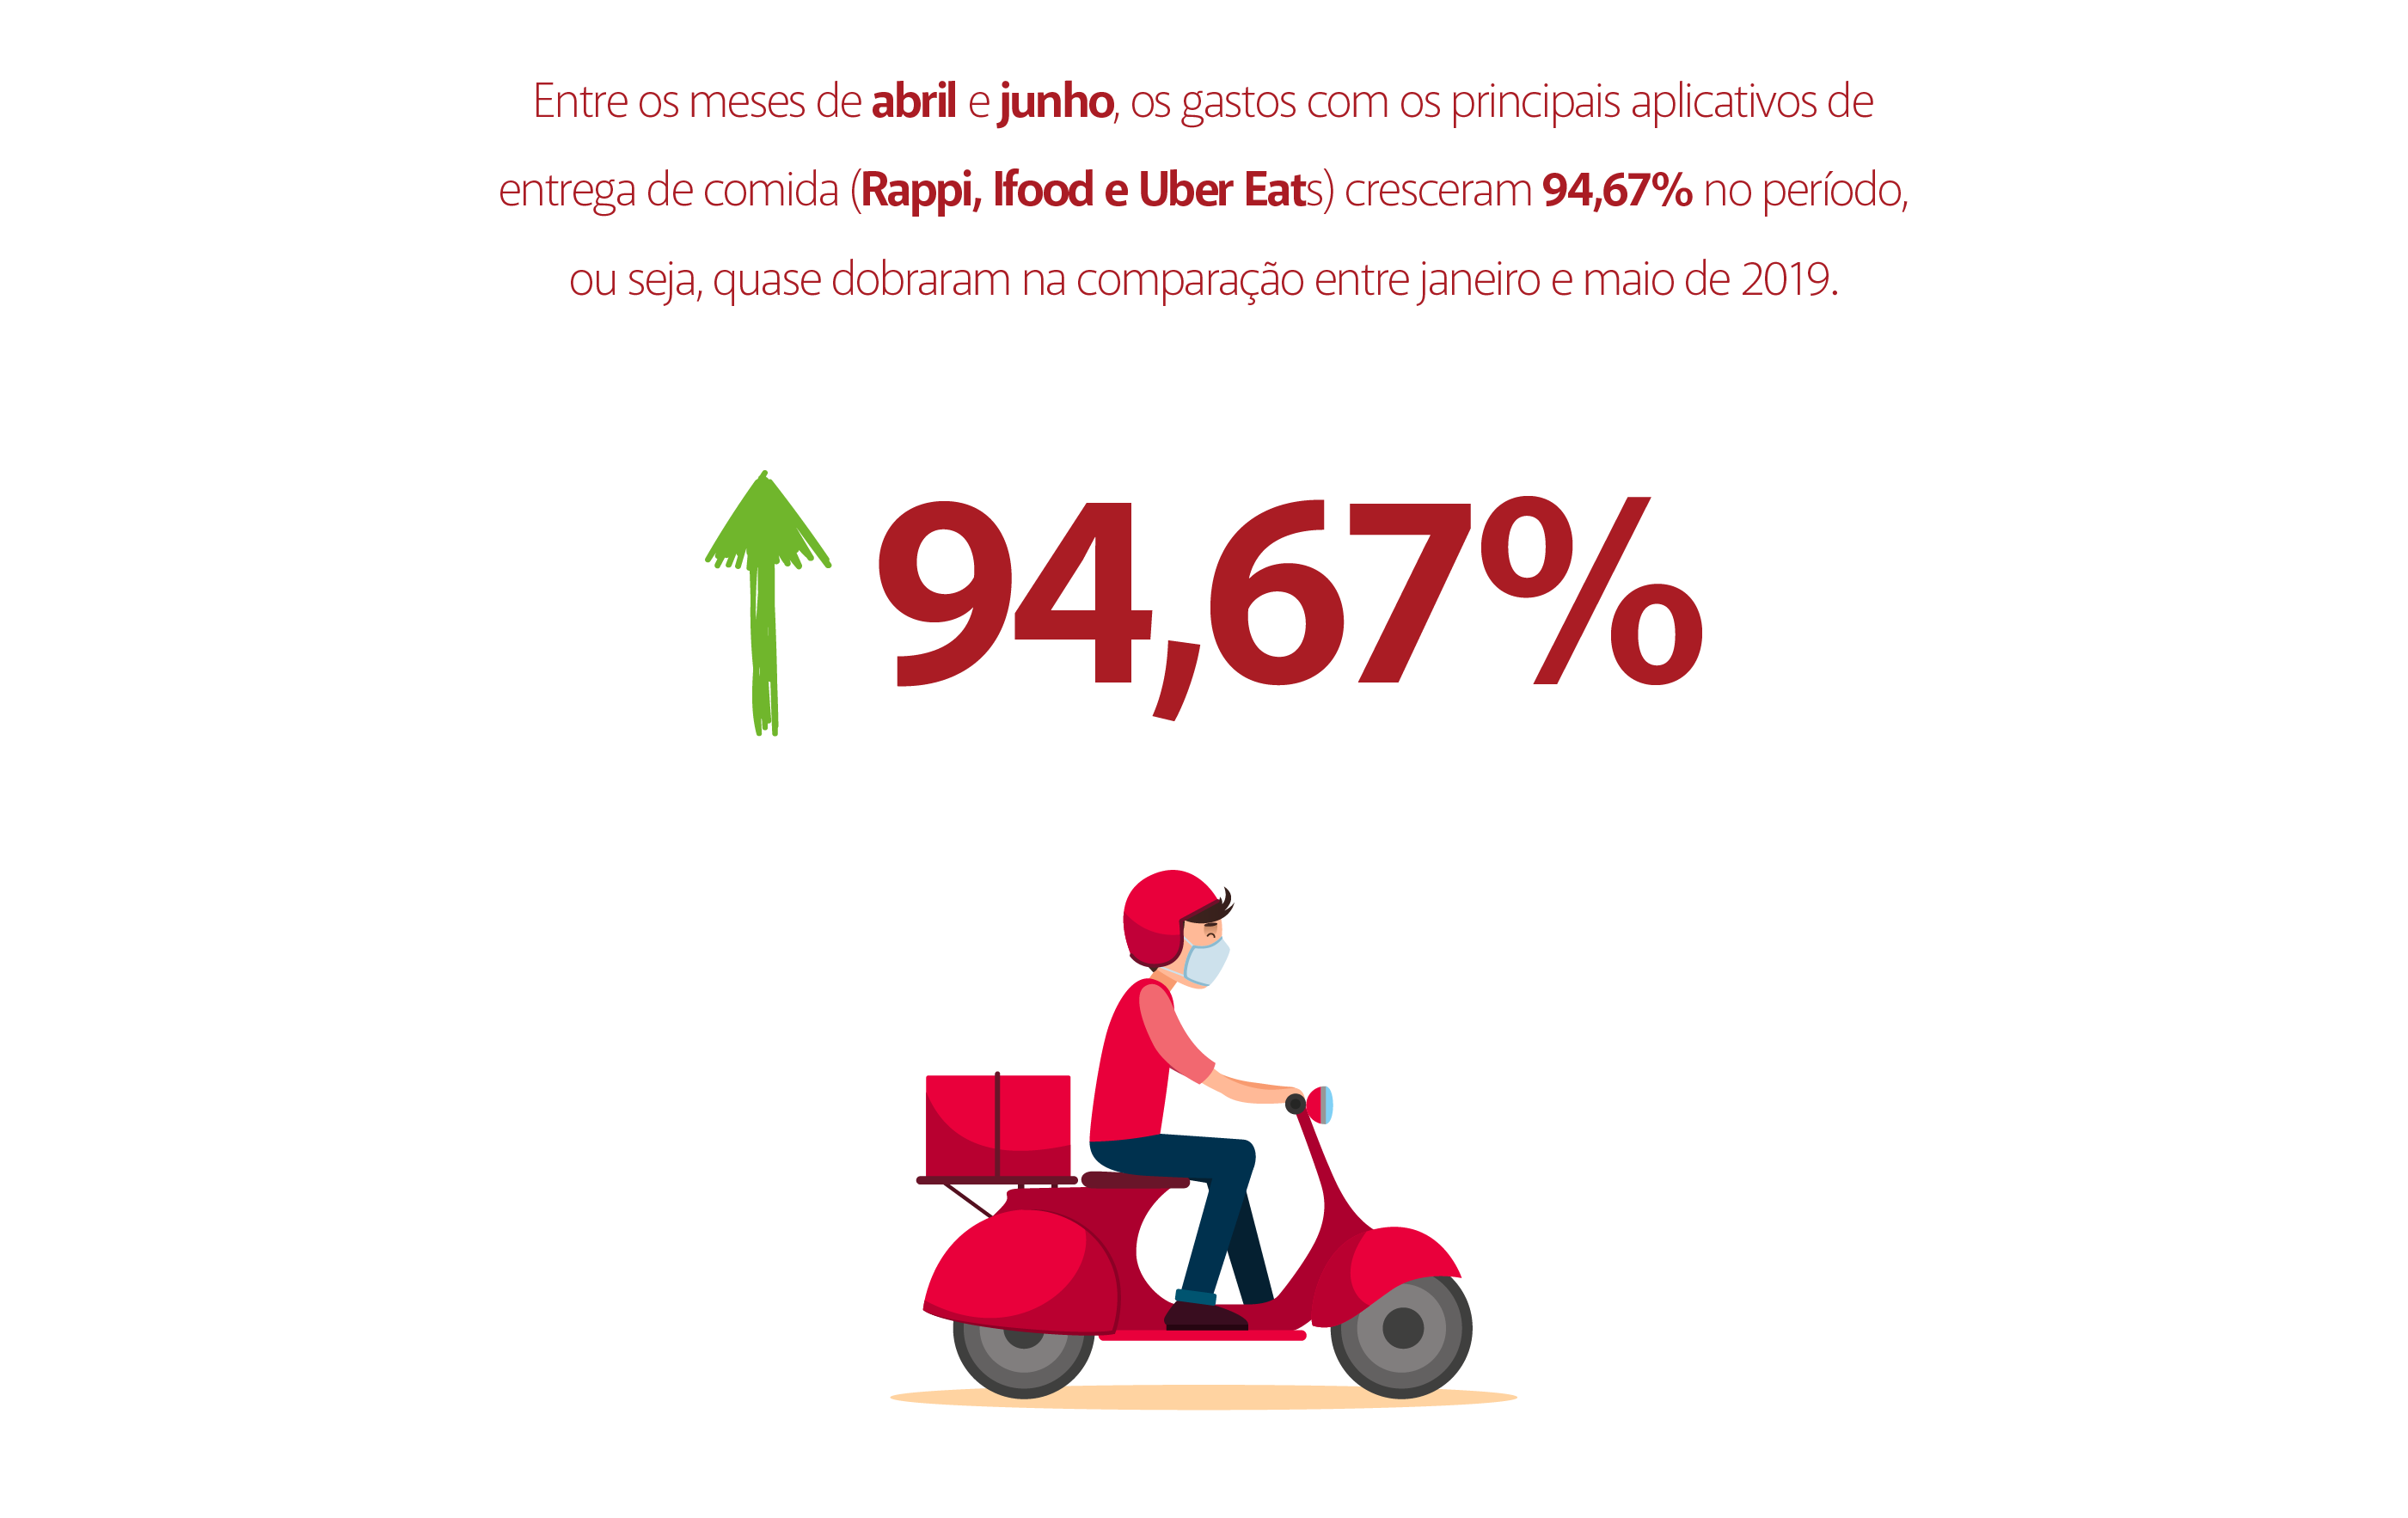 Entre os meses de abril e junho, os gastos com os principais aplicativos de
entrega de comida (Rappi, Ifood e Uber Eats) cresceram 94,67% no período,
ou seja, quase dobraram na comparação entre janeiro e maio de 2019.
94,67%